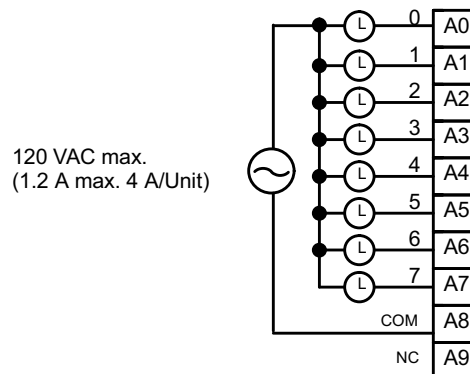 L 0 A0
L 1 A1
L 2 A2
L 3 A3
120 VAC max.
(1.2 A max. 4 A/Unit)
L 4 A4
L 5 A5
L 6 A6
L 7 A7
COM A8
NC A9